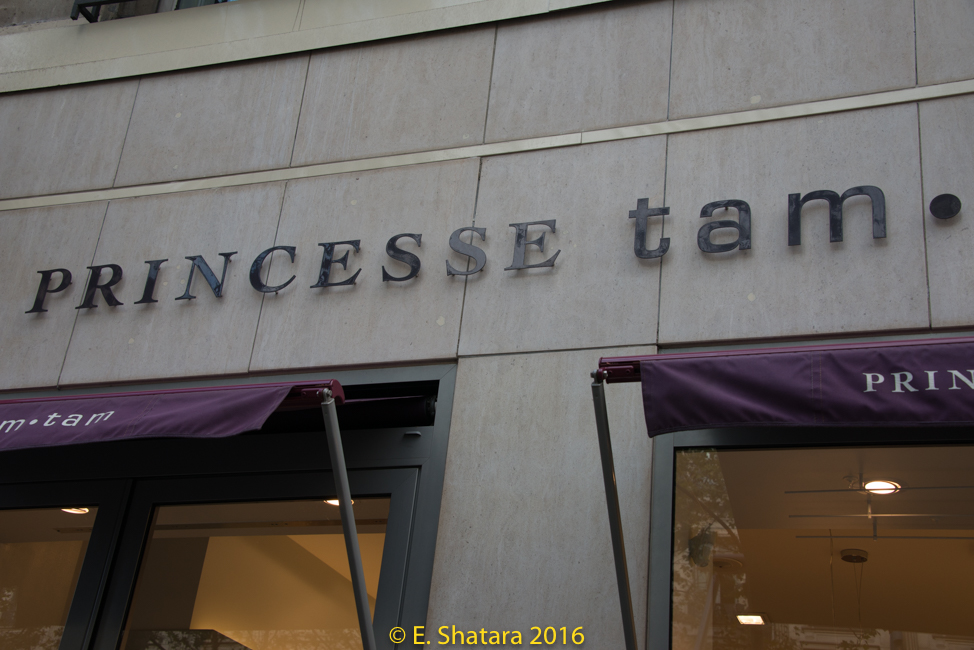 PRINCESSE tam•
m•tam
PRIN
© E. Shatara 2016